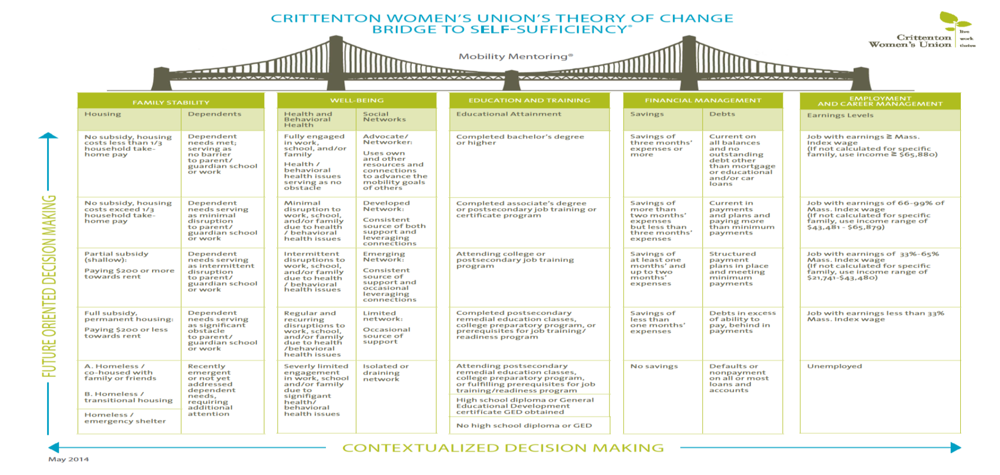 CRITTENTON WOMEN'S UNION'S THEORY OF CHANGE
BRIDGE TO SELF-SUFFICIENCY®
Crittenton
Women's Union
live
work
thrive
Mobility Mentoring®
FAMILY STABILITY
Housing
Dependents
No subsidy, housing
costs less than 1/3
household take-
home pay
Dependent
needs met;
serving as
no barrier
to parent/
guardian school
or work
No subsidy, housing
costs exceed 1/3
household take-
home pay
Dependent
needs serving
as minimal
disruption
to parent/
guardian school
or work
Partial subsidy
(shallow):
Paying $200 or more
towards rent
Dependent
needs serving
as intermittent
disruption
to parent/
guardian school
or work
Full subsidy,
permanent housing:
Paying $200 or less
towards rent
Dependent
needs serving
as significant
obstacle
to parent/
guardian school
or work
A. Homeless /
co-housed with
family or friends
B. Homeless /
transitional housing
Homeless /
emergency shelter
Recently
emergent
or not yet
addressed
dependent
needs,
requiring
additional
attention
WELL-BEING
Health and
Behavioral
Health
Social
Networks
Fully engaged
in work,
school, and/or
family
Health /
behavioral
health issues
serving as no
obstacle
Advocate/
Networker:
Uses own
and other
resources and
connections
to advance the
mobility goals
of others
Minimal
disruption to
work, school,
and/or family
due to health
/ behavioral
health issues
Developed
Network:
Consistent
source of both
support and
leveraging
connections
Intermittent
disruptions to
work, school,
and/or family
due to health
/ behavioral
health issues
Emerging
Network:
Consistent
source of
support and
occasional
leveraging
connections
Regular and
recurring
disruptions to
work, school,
and/or family
due to health
/behavioral
health issues
Limited
network:
Occasional
source of
support
Severly limited
engagement
in work, school
and/or family
due to
signifigant
health/
behavioral
health issues
Isolated or
draining
network
EDUCATION AND TRAINING
Educational Attainment
Completed bachelor's degree
or higher
Completed associate's degree
or postsecondary job training or
certificate program
Attending college or
postsecondary job training
program
Completed postsecondary
remedial education classes,
college preparatory program, or
prerequisites for job training/
readiness program
Attending postsecondary
remedial education classes,
college preparatory program,
or fulfilling prerequisites for job
training/readiness program
High school diploma or General
Educational Development
certificate GED obtained
No high school diploma or GED
FINANCIAL MANAGEMENT
Savings
Debts
Savings of
three months'
expenses or
more
Current on
all balances
and no
outstanding
debt other
than mortgage
or educational
and/or car
loans
Savings of
more than
two months'
expenses
but less than
three months'
expenses
Current in
payments
and plans and
paying more
than minimum
payments
Savings of
at least one
months' and
up to two
months'
expenses
Structured
payment
plans in place
and meeting
minimum
payments
Savings of
less than
one months'
expenses
Debts in excess
of ability to
pay, behind in
payments
No savings
Defaults or
nonpayment
on all or most
loans and
accounts
EMPLOYMENT
AND CAREER MANAGEMENT
Earnings Levels
Job with earnings ≥ Mass.
Index wage
(If not calculated for specific
family, use income ≥ $65,880)
Job with earnings of 66-99% of
Mass. Index wage
(If not calculated for specific
family, use income range of
$43,481 - $65,879)
Job with earnings of 33%-65%
Mass. Index wage
(If not calculated for specific
family, use income range of
$21,741-$43,480)
Job with earnings less than 33%
Mass. Index wage
Unemployed
FUTURE ORIENTED DECISION MAKING
CONTEXTUALIZED DECISION MAKING
May 2014